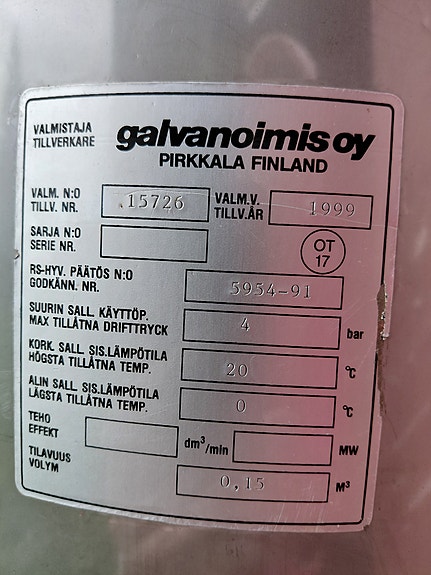 VALMISTAJA
TILLVERKARE
galvanoimis oy
PIRKKALA FINLAND
VALM. N:O
TILLV. NR.
15726
VALM.V.
TILLV.ÅR
1999
SARJA N:O
SERIE NR.
OT
17
RS-HYV. PÄÄTÖS N:O
GODKÄNN. NR.
5954-91
SUURIN SALL. KÄYTTÖP.
MAX TILLÅTNA DRIFTTRYCK
4 bar
KORK. SALL. SIS.LÄMPÖTILA
HÖGSTA TILLÅTNA TEMP.
20 °C
ALIN SALL. SIS.LÄMPÖTILA
LÄGSTA TILLÅTNA TEMP.
0 °C
TEHO
EFFEKT
dm³/min MW
TILAVUUS
VOLYM
0,15 M³